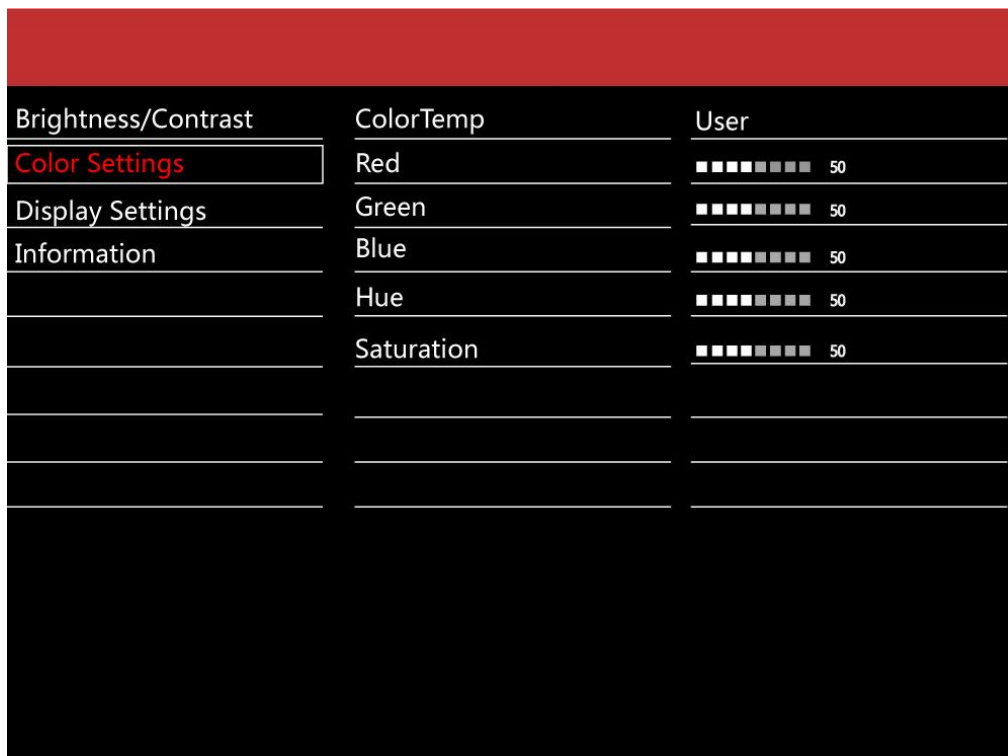 Brightness/Contrast ColorTemp User
Color Settings Red 50
Display Settings Green 50
Information Blue 50
Hue 50
Saturation 50